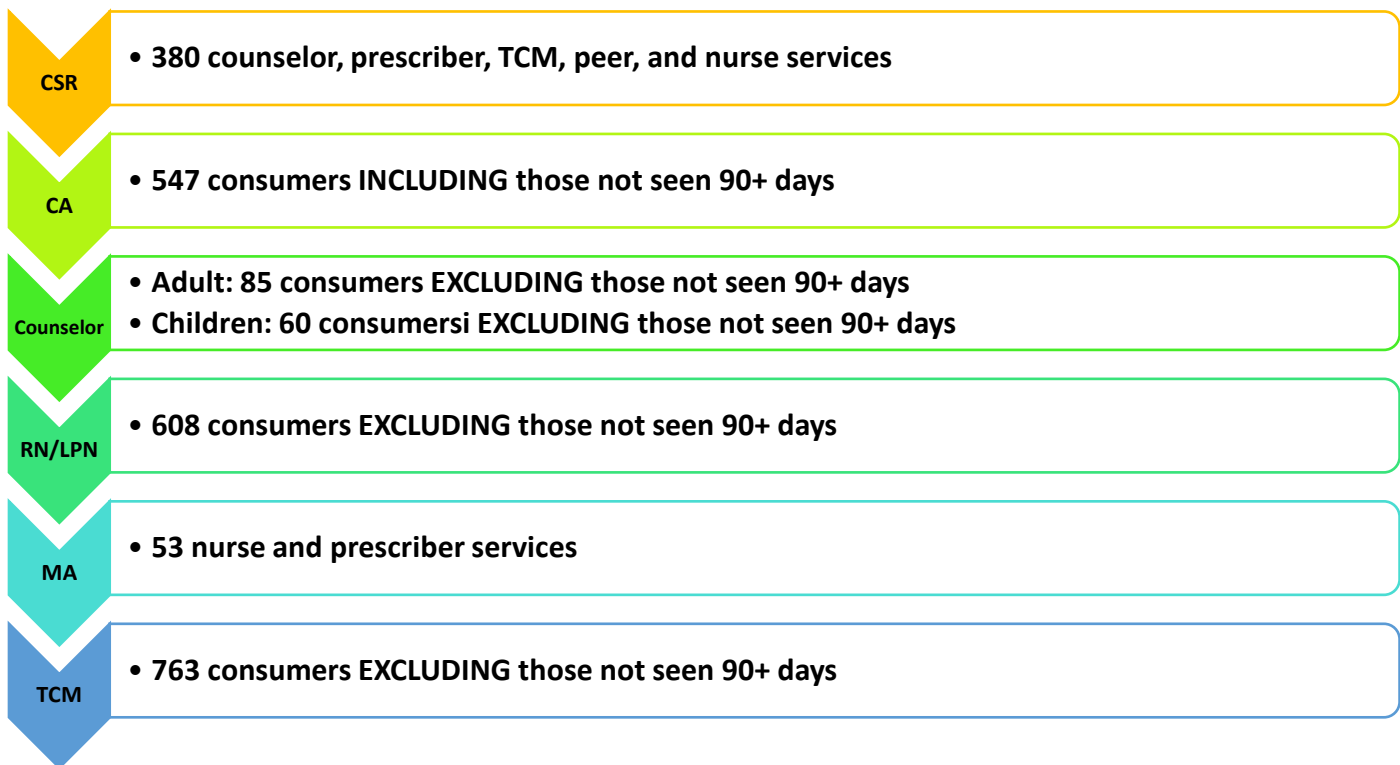 CSR
• 380 counselor, prescriber, TCM, peer, and nurse services
CA
• 547 consumers INCLUDING those not seen 90+ days
Counselor
• Adult: 85 consumers EXCLUDING those not seen 90+ days
• Children: 60 consumersi EXCLUDING those not seen 90+ days
RN/LPN
• 608 consumers EXCLUDING those not seen 90+ days
MA
• 53 nurse and prescriber services
TCM
• 763 consumers EXCLUDING those not seen 90+ days